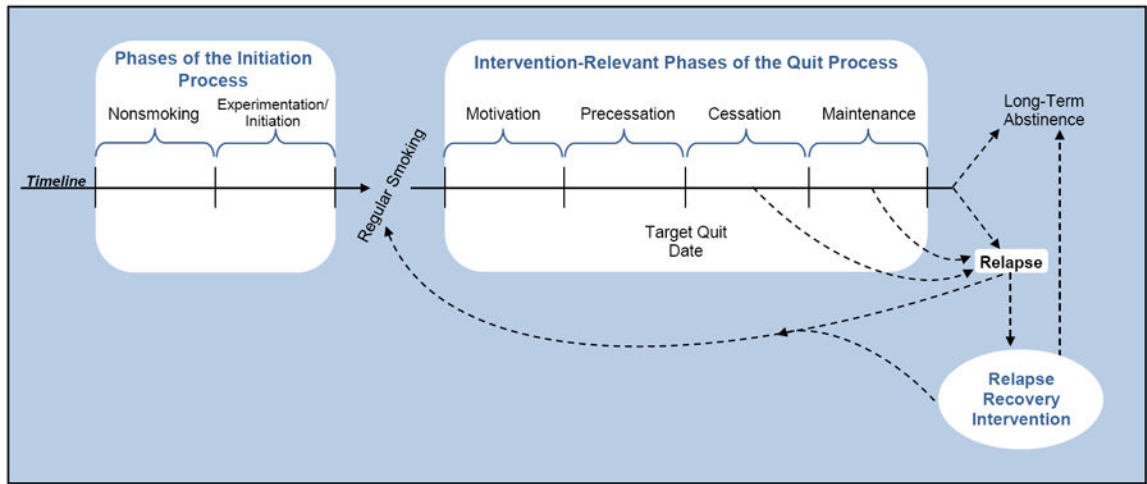 Phases of the Initiation
Process
Nonsmoking
Experimentation/
Initiation
Timeline
Regular Smoking
Intervention-Relevant Phases of the Quit Process
Motivation
Precessation
Cessation
Maintenance
Target Quit
Date
Long-Term
Abstinence
Relapse
Relapse
Recovery
Intervention